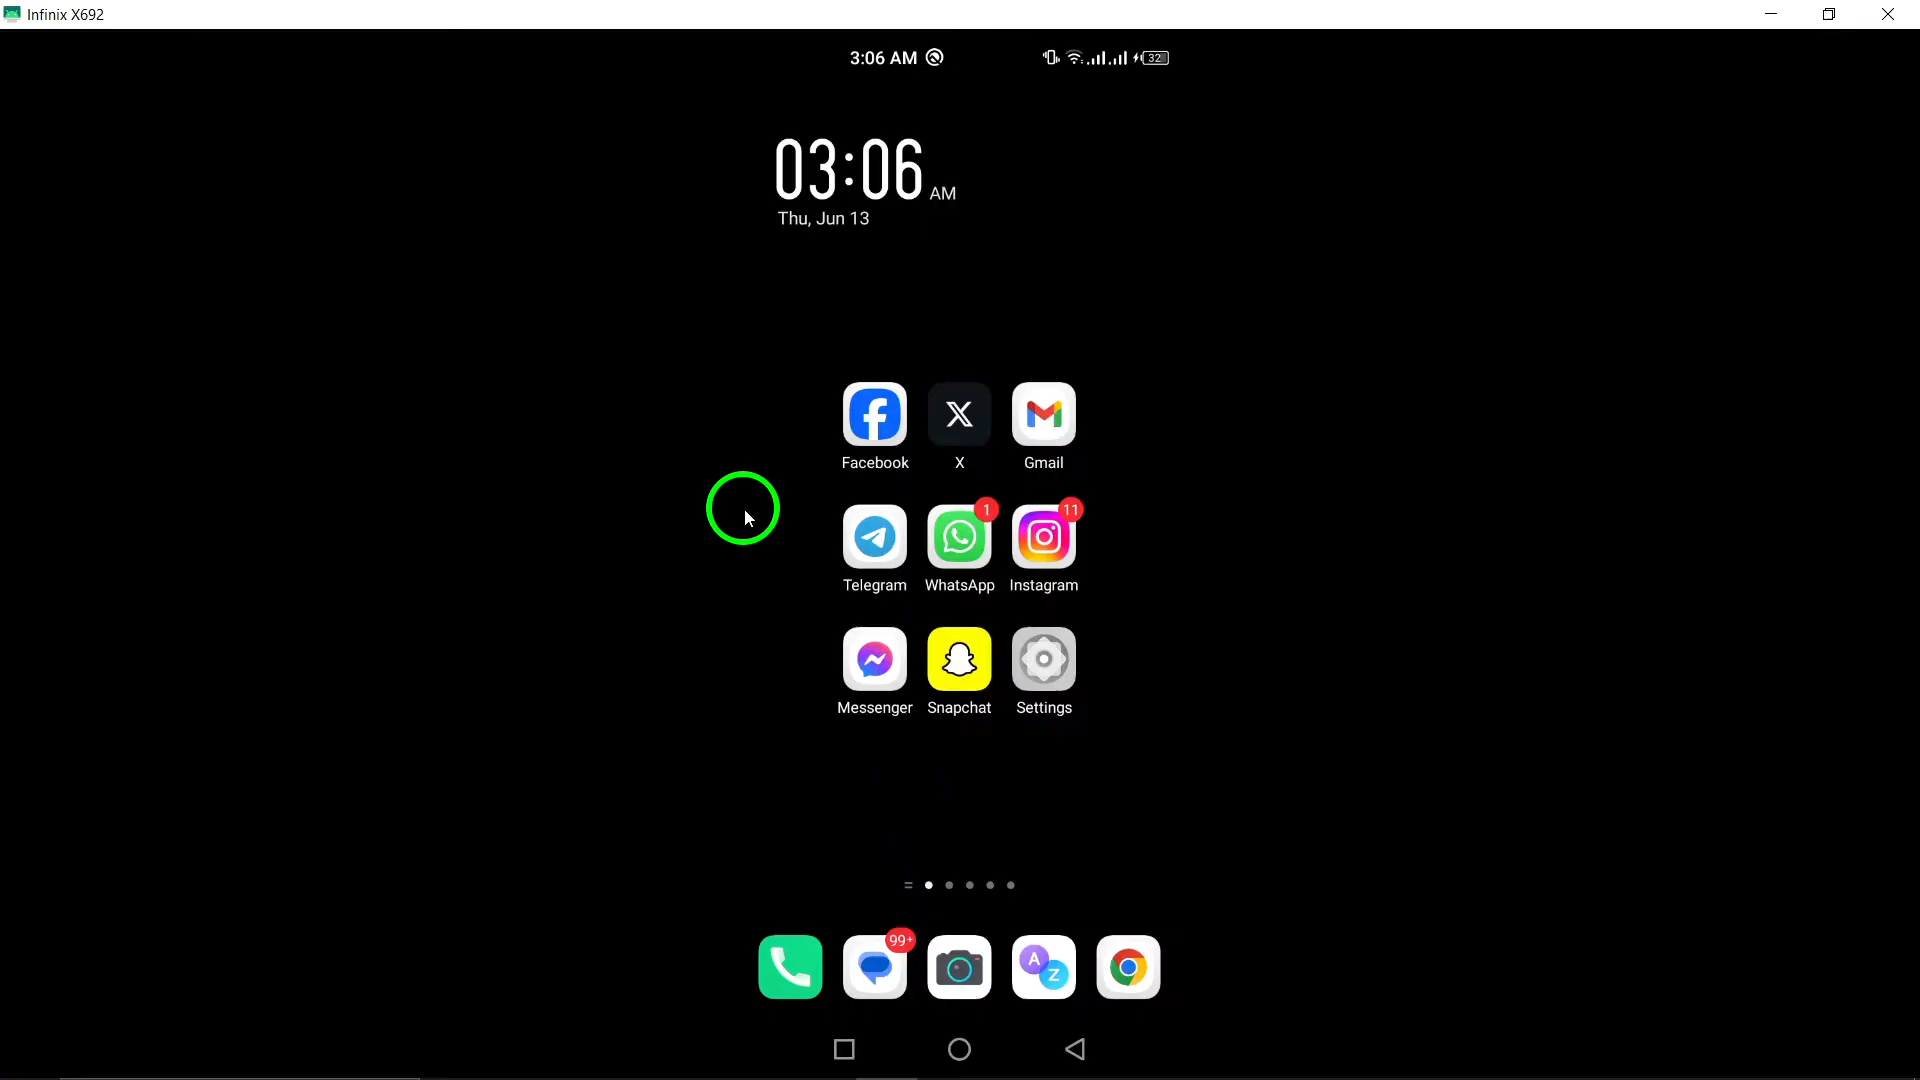 Infinix X692
3:06 AM
32
03:06 AM
Thu, Jun 13
Facebook
X
Gmail
1
11
Telegram
WhatsApp
Instagram
Messenger
Snapchat
Settings
99+
A
Z